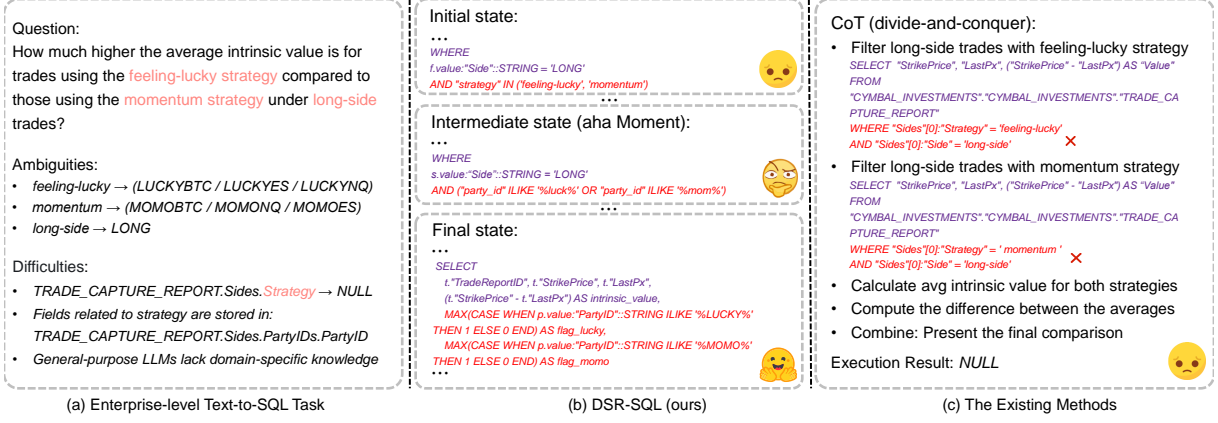 Question:
How much higher the average intrinsic value is for
trades using the feeling-lucky strategy compared to
those using the momentum strategy under long-side
trades?
Ambiguities:
• feeling-lucky → (LUCKYBTC / LUCKYES / LUCKYNQ)
• momentum → (MOMOBTC / MOMONQ / MOMOES)
• long-side → LONG
Difficulties:
• TRADE_CAPTURE_REPORT.Sides.Strategy → NULL
• Fields related to strategy are stored in:
TRADE_CAPTURE_REPORT.Sides.PartyIDs.PartyID
• General-purpose LLMs lack domain-specific knowledge
(a) Enterprise-level Text-to-SQL Task
Initial state:
...
WHERE
f.value:"Side"::STRING = 'LONG'
AND "strategy" IN ('feeling-lucky', 'momentum')
...
Intermediate state (aha Moment):
...
WHERE
s.value:“Side”::STRING = 'LONG'
AND ("party_id" ILIKE '%luck%' OR "party_id" ILIKE '%mom%')
...
Final state:
...
SELECT
t."TradeReportID", t."StrikePrice", t."LastPx",
(t."StrikePrice" - t."LastPx") AS intrinsic_value,
MAX(CASE WHEN p.value:"PartyID"::STRING ILIKE '%LUCKY%'
THEN 1 ELSE 0 END) AS flag_lucky,
MAX(CASE WHEN p.value:"PartyID"::STRING ILIKE '%MOMO%'
THEN 1 ELSE 0 END) AS flag_momo
...
(b) DSR-SQL (ours)
CoT (divide-and-conquer):
• Filter long-side trades with feeling-lucky strategy
SELECT "StrikePrice", "LastPx", ("StrikePrice" - "LastPx") AS “Value"
FROM
"CYMBAL_INVESTMENTS"."CYMBAL_INVESTMENTS"."TRADE_CA
PTURE_REPORT"
WHERE "Sides"[0]:"Strategy" = 'feeling-lucky'
AND "Sides"[0]:"Side" = 'long-side'
• Filter long-side trades with momentum strategy
SELECT "StrikePrice", "LastPx", ("StrikePrice" - "LastPx") AS “Value"
FROM
"CYMBAL_INVESTMENTS"."CYMBAL_INVESTMENTS"."TRADE_CA
PTURE_REPORT"
WHERE "Sides"[0]:"Strategy" = ' momentum '
AND "Sides"[0]:"Side" = 'long-side'
• Calculate avg intrinsic value for both strategies
• Compute the difference between the averages
• Combine: Present the final comparison
Execution Result: NULL
(c) The Existing Methods